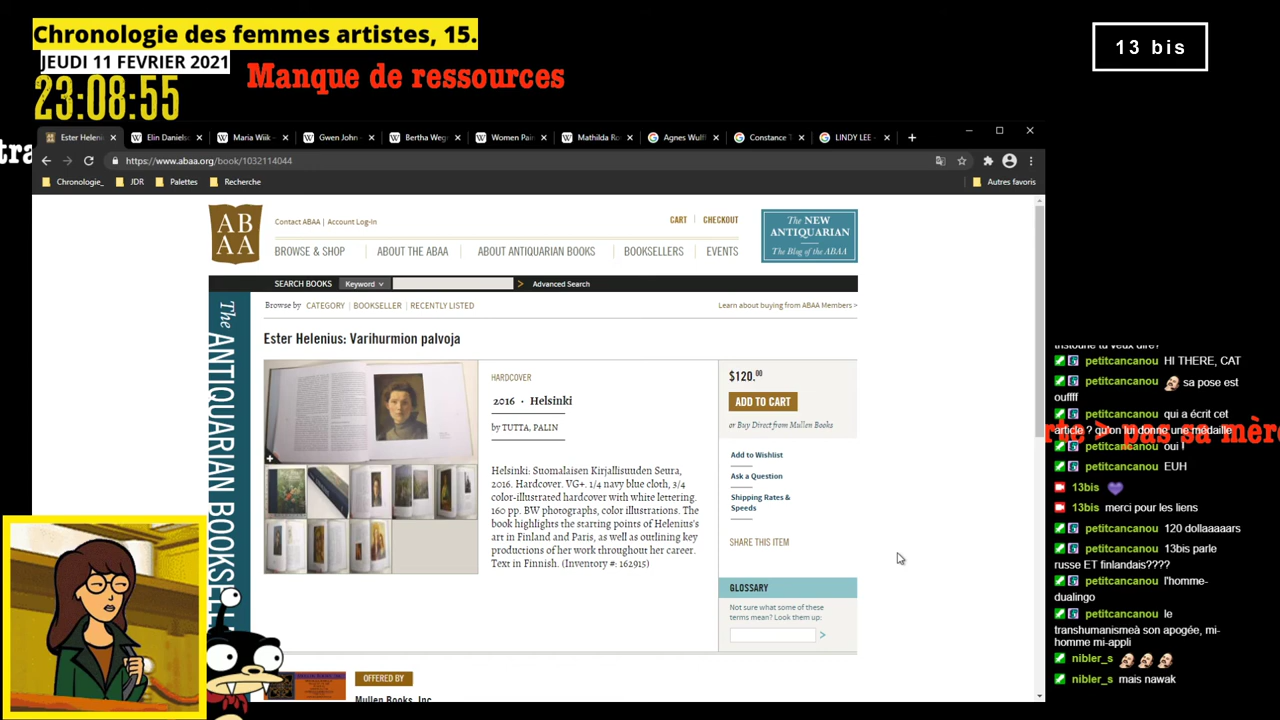 Chronologie des femmes artistes, 15.
JEUDI 11 FEVRIER 2021
23:08:55
Manque de ressources
13 bis
Ester Heleni
Elin Daniels
Maria Wiik -
Gwen John -
Bertha Weg
Women Pai
Mathilda Ro
Agnes Wulf
Constance T
LINDY LEE -
https://www.abaa.org/book/1032114044
Chronologie_
JDR
Palettes
Recherche
Autres favoris
AB
AA
Contact ABAA | Account Log-In
CART
CHECKOUT
The NEW
ANTIQUARIAN
The Blog of the ABAA
BROWSE & SHOP
ABOUT THE ABAA
ABOUT ANTIQUARIAN BOOKS
BOOKSELLERS
EVENTS
SEARCH BOOKS
Keyword
Advanced Search
Browse by CATEGORY | BOOKSELLER | RECENTLY LISTED
Learn about buying from ABAA Members >
The ANTIQUARIAN BOOKSEL
Ester Helenius: Varihurmion palvoja
HARDCOVER
2016 · Helsinki
by TUTTA, PALIN
Helsinki: Suomalaisen Kirjallisuuden Seura,
2016. Hardcover. VG+. 1/4 navy blue cloth, 3/4
color-illustrated hardcover with white lettering.
160 pp. BW photographs, color illustrations. The
book highlights the starting points of Helenius's
art in Finland and Paris, as well as outlining key
productions of her work throughout her career.
Text in Finnish. (Inventory #: 162915)
$120.00
ADD TO CART
or Buy Direct from Mullen Books
Add to Wishlist
Ask a Question
Shipping Rates &
Speeds
SHARE THIS ITEM
GLOSSARY
Not sure what some of these
terms mean? Look them up:
OFFERED BY
Mullen Books, Inc.
tra
rte > pas sa mère
tristoune tu veux dire?
petitcancanou HI THERE, CAT
petitcancanou sa pose est
ouffff
petitcancanou qui a écrit cet
article ? qu'on lui donne une médaille
petitcancanou oui !
petitcancanou EUH
13bis
13bis merci pour les liens
petitcancanou 120 dollaaaaars
petitcancanou 13bis parle
russe ET finlandais????
petitcancanou l'homme-
dualingo
petitcancanou le
transhumanismeà son apogée, mi-
homme mi-appli
nibler_s
nibler_s mais nawak